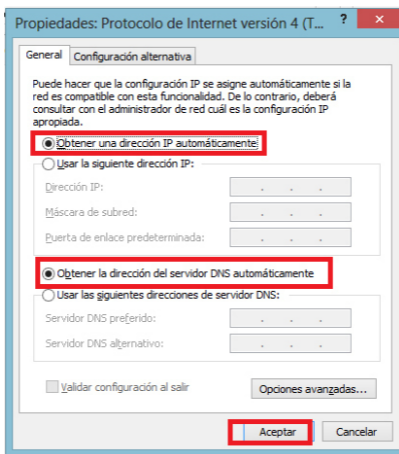 Propiedades: Protocolo de Internet versión 4 (T... ? ×
General Configuración alternativa
Puede hacer que la configuración IP se asigne automáticamente si la
red es compatible con esta funcionalidad. De lo contrario, deberá
consultar con el administrador de red cuál es la configuración IP
apropiada.
Obtener una dirección IP automáticamente
Usar la siguiente dirección IP:
Dirección IP:
Máscara de subred:
Puerta de enlace predeterminada:
Obtener la dirección del servidor DNS automáticamente
Usar las siguientes direcciones de servidor DNS:
Servidor DNS preferido:
Servidor DNS alternativo:
Validar configuración al salir Opciones avanzadas...
Aceptar Cancelar